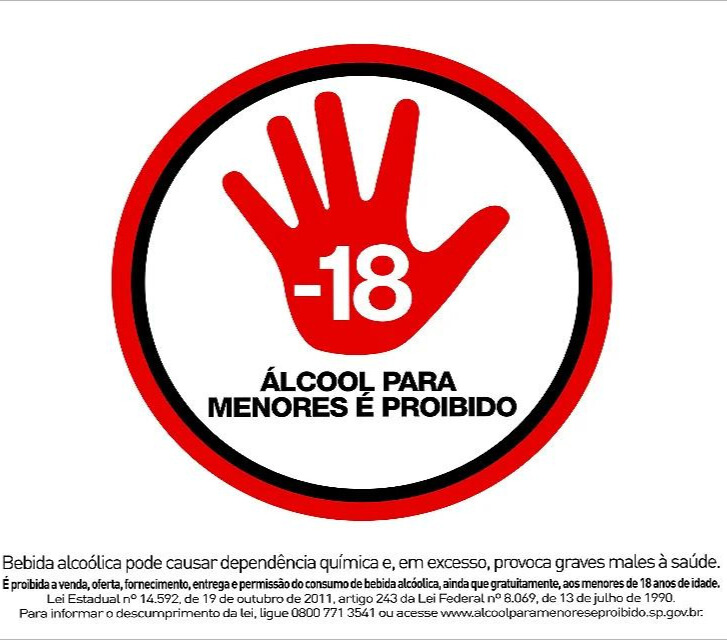 -18
ÁLCOOL PARA
MENORES É PROIBIDO
Bebida alcoólica pode causar dependência química e, em excesso, provoca graves males à saúde.
É proibida a venda, oferta, fornecimento, entrega e permissão do consumo de bebida alcóolica, ainda que gratuitamente, aos menores de 18 anos de idade.
Lei Estadual nº 14.592, de 19 de outubro de 2011, artigo 243 da Lei Federal nº 8.069, de 13 de julho de 1990.
Para informar o descumprimento da lei, ligue 0800 771 3541 ou acesse www.alcoolparamenoreseproibido.sp.gov.br.